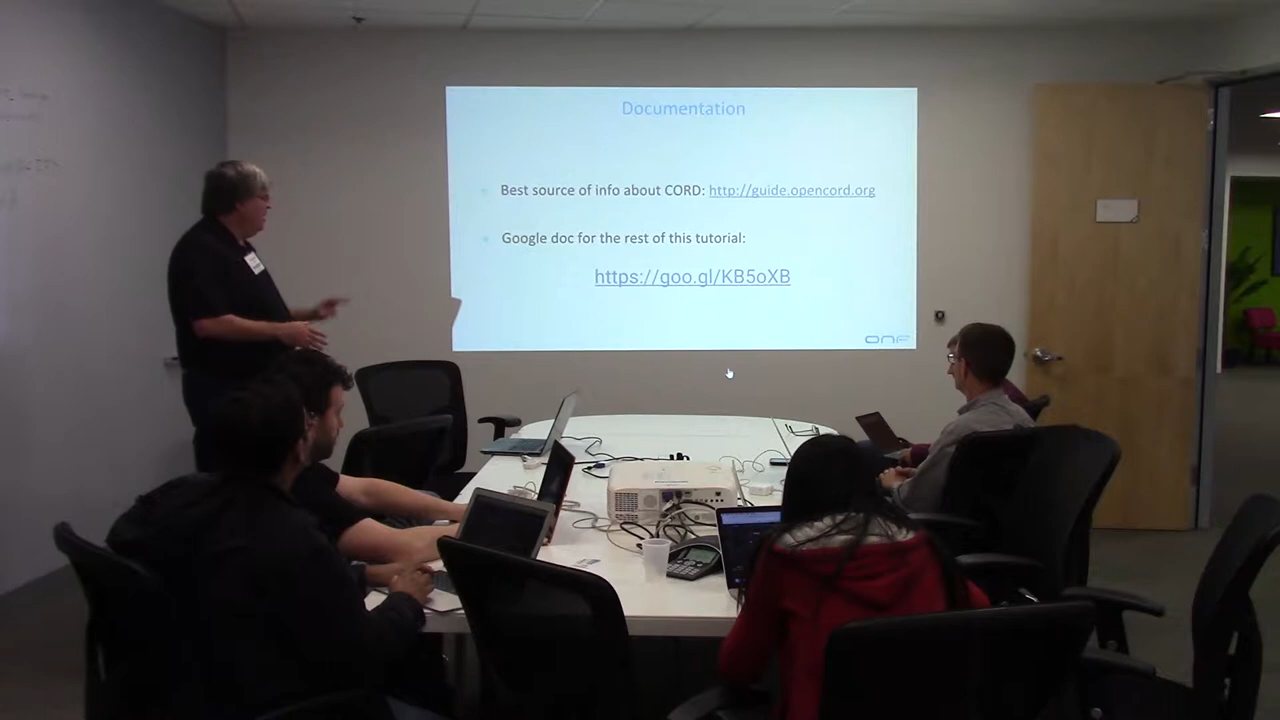 Documentation
Best source of info about CORD: http://guide.opencord.org
Google doc for the rest of this tutorial:
https://goo.gl/KB5oXB
ONF